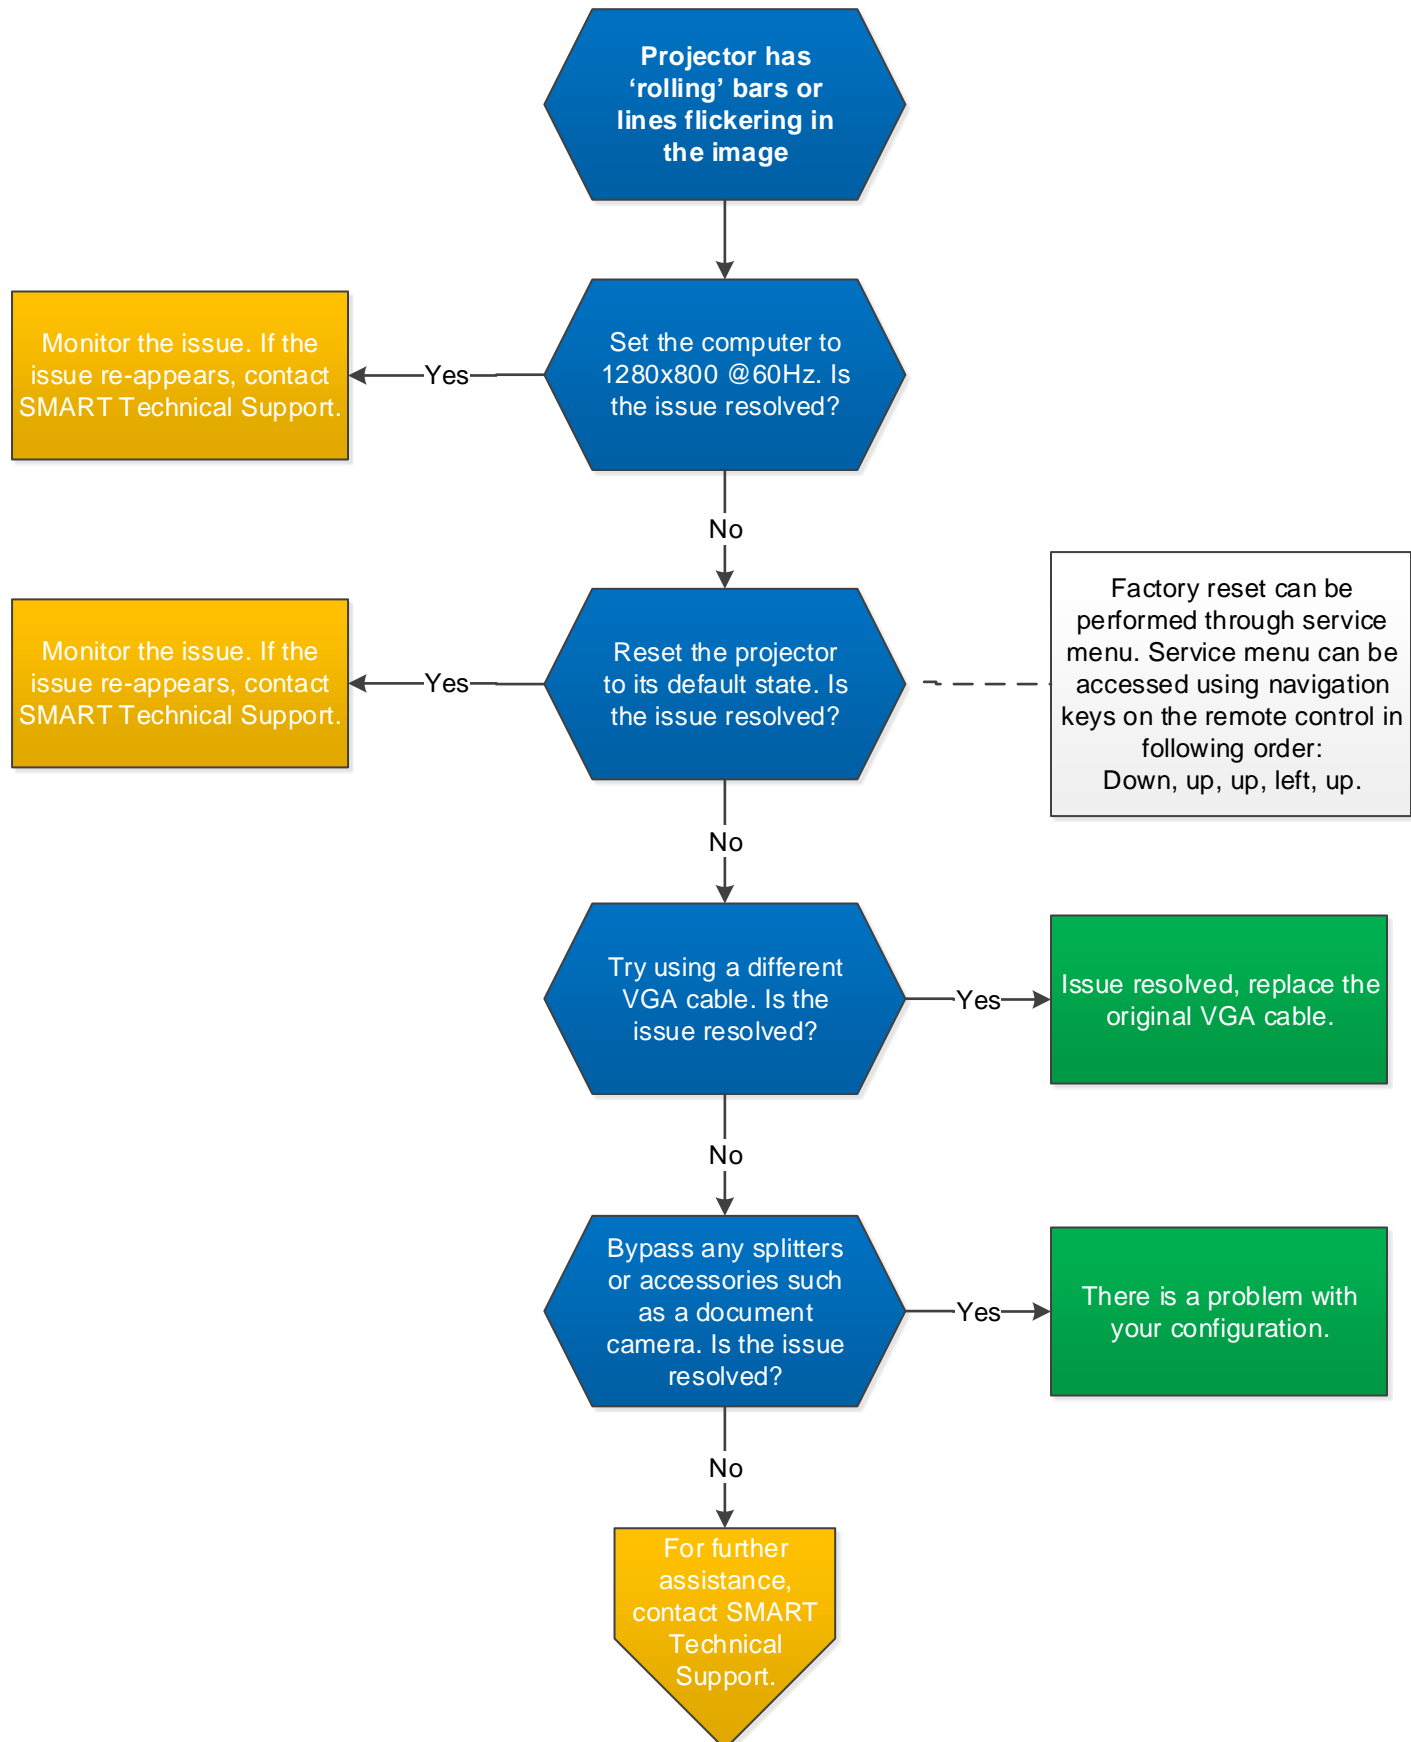 Projector has
‘rolling’ bars or
lines flickering in
the image
Set the computer to
1280x800 @60Hz. Is
the issue resolved?
Yes
Monitor the issue. If the
issue re-appears, contact
SMART Technical Support.
No
Reset the projector
to its default state. Is
the issue resolved?
Yes
Monitor the issue. If the
issue re-appears, contact
SMART Technical Support.
Factory reset can be
performed through service
menu. Service menu can be
accessed using navigation
keys on the remote control in
following order:
Down, up, up, left, up.
No
Try using a different
VGA cable. Is the
issue resolved?
Yes
Issue resolved, replace the
original VGA cable.
No
Bypass any splitters
or accessories such
as a document
camera. Is the issue
resolved?
Yes
There is a problem with
your configuration.
No
For further
assistance,
contact SMART
Technical
Support.